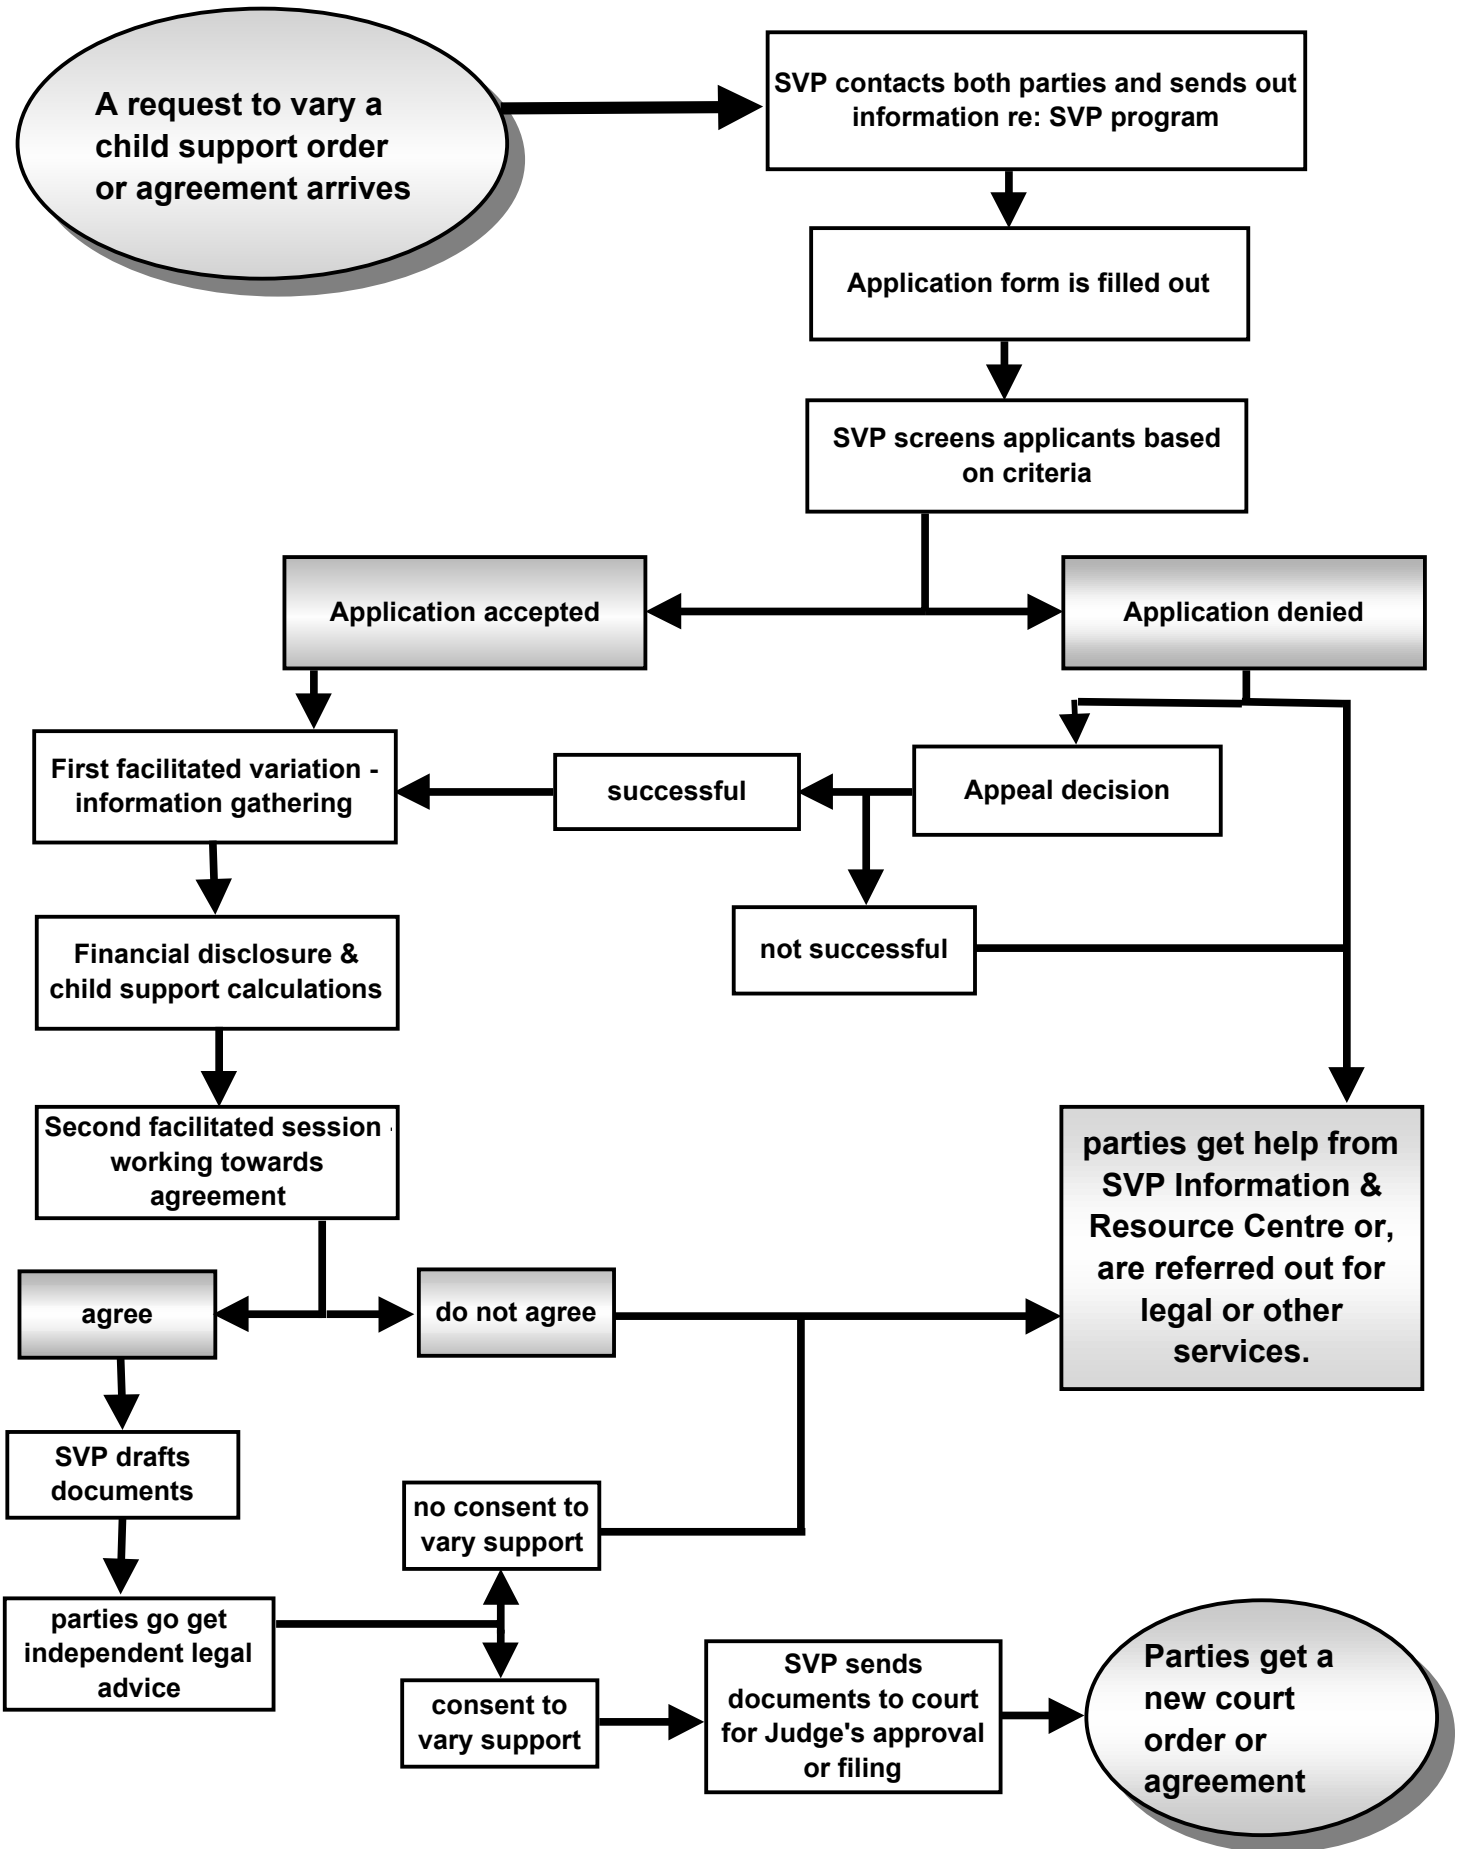 A request to vary a
child support order
or agreement arrives
SVP contacts both parties and sends out
information re: SVP program
Application form is filled out
SVP screens applicants based
on criteria
Application accepted
Application denied
First facilitated variation -
information gathering
successful
Appeal decision
not successful
Financial disclosure &
child support calculations
Second facilitated session -
working towards
agreement
parties get help from
SVP Information &
Resource Centre or,
are referred out for
legal or other
services.
agree
do not agree
SVP drafts
documents
no consent to
vary support
parties go get
independent legal
advice
consent to
vary support
SVP sends
documents to court
for Judge's approval
or filing
Parties get a
new court
order or
agreement